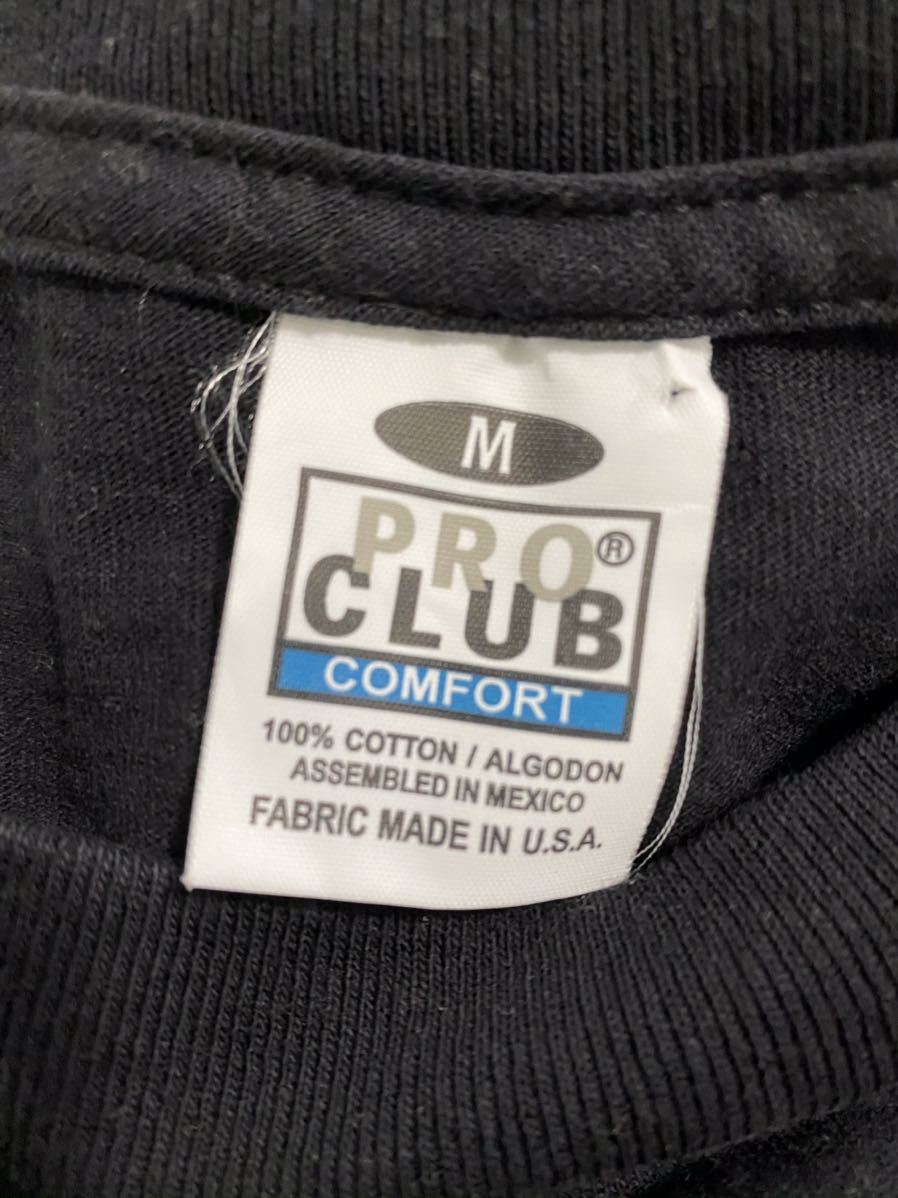 M
PRO®
CLUB
COMFORT
100% COTTON / ALGODON
ASSEMBLED IN MEXICO
FABRIC MADE IN U.S.A.